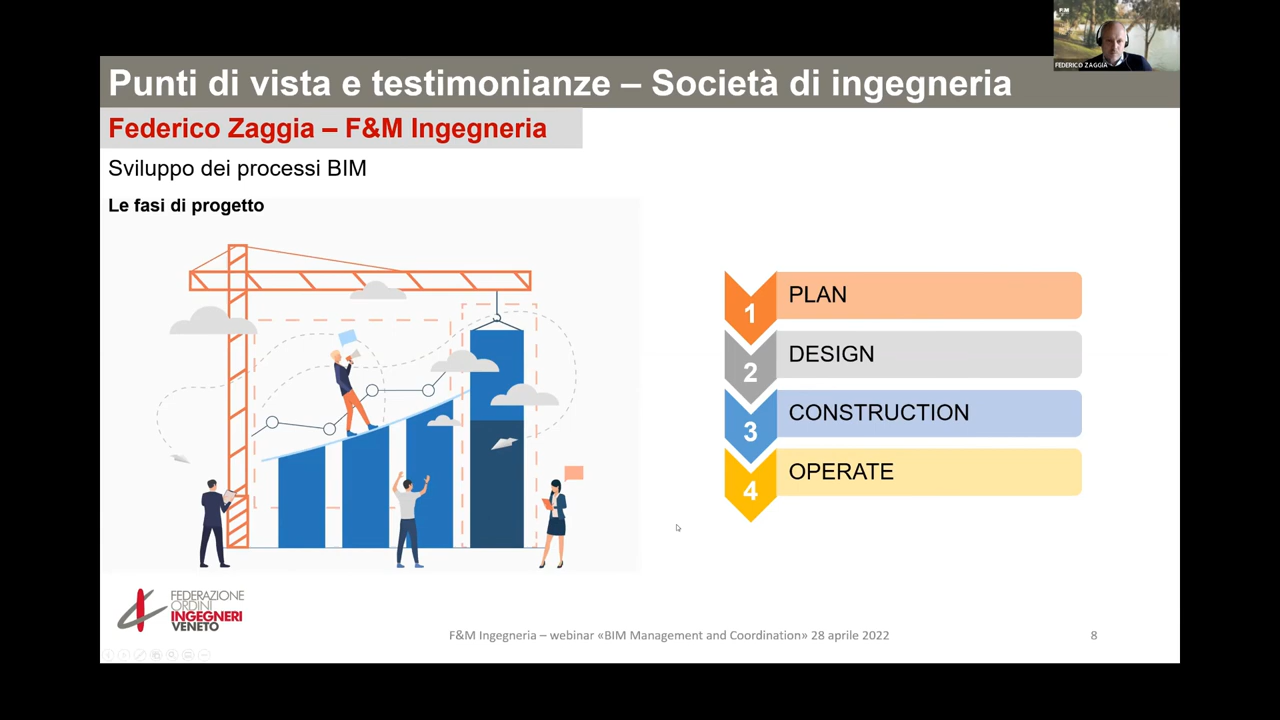 F&M
FEDERICO ZAGGIA
Punti di vista e testimonianze – Società di ingegneria
Federico Zaggia – F&M Ingegneria
Sviluppo dei processi BIM
Le fasi di progetto
1
PLAN
2
DESIGN
3
CONSTRUCTION
4
OPERATE
FEDERAZIONE
ORDINI
INGEGNERI
VENETO
F&M Ingegneria – webinar «BIM Management and Coordination» 28 aprile 2022
8